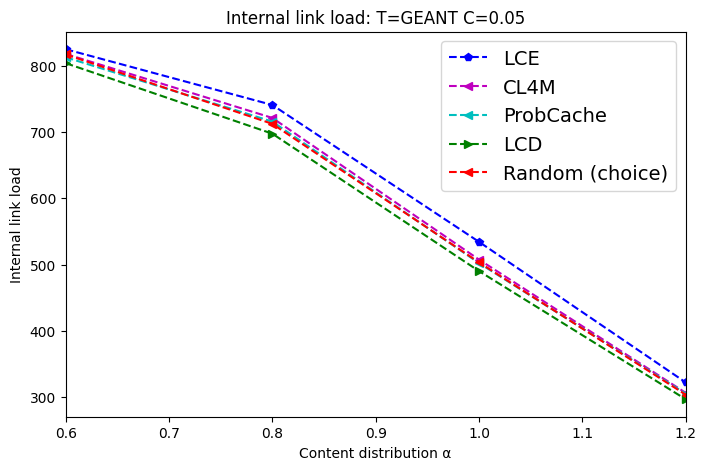 Internal link load: T=GEANT C=0.05
Internal link load
800
700
600
500
400
300
LCE
CL4M
ProbCache
LCD
Random (choice)
0.6
0.7
0.8
0.9
1.0
1.1
1.2
Content distribution α